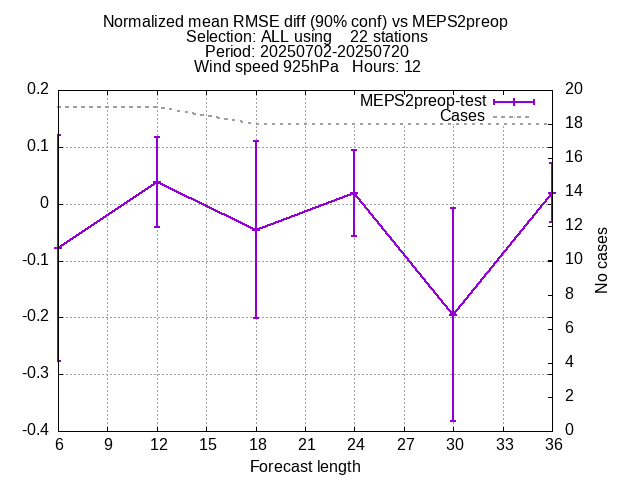 Normalized mean RMSE diff (90% conf) vs MEPS2preop
Selection: ALL using    22 stations
Period: 20250702-20250720
Wind speed 925hPa   Hours: 12
MEPS2preop-test
Cases
0.2
0.1
0
-0.1
-0.2
-0.3
-0.4
20
18
16
14
12
10
8
6
4
2
0
No cases
6 9 12 15 18 21 24 27 30 33 36
Forecast length